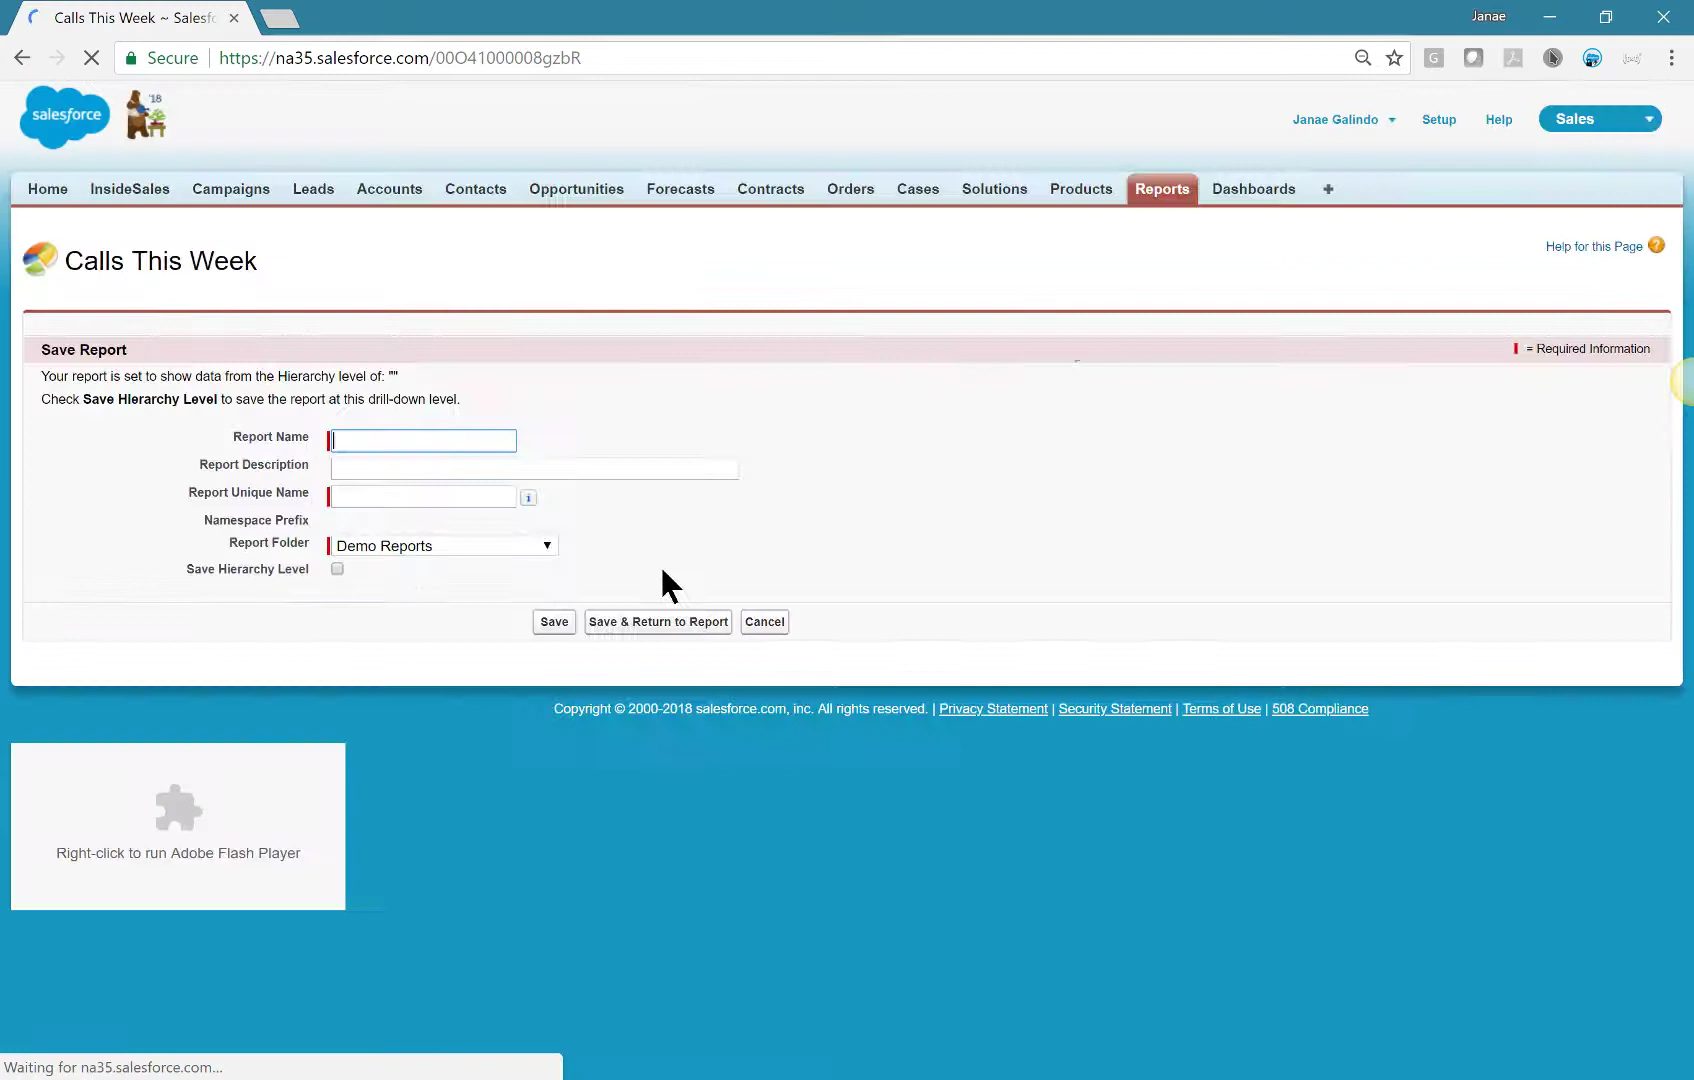 Calls This Week ~ Salesfo
Janae
Secure https://na35.salesforce.com/00O41000008gzbR
G
salesforce '18
Janae Galindo Setup Help Sales
Home InsideSales Campaigns Leads Accounts Contacts Opportunities Forecasts Contracts Orders Cases Solutions Products Reports Dashboards +
Calls This Week
Help for this Page ?
Save Report
= Required Information
Your report is set to show data from the Hierarchy level of: ""
Check Save Hierarchy Level to save the report at this drill-down level.
Report Name
Report Description
Report Unique Name i
Namespace Prefix
Report Folder Demo Reports
Save Hierarchy Level
Save Save & Return to Report Cancel
Copyright © 2000-2018 salesforce.com, inc. All rights reserved. | Privacy Statement | Security Statement | Terms of Use | 508 Compliance
Right-click to run Adobe Flash Player
Waiting for na35.salesforce.com...